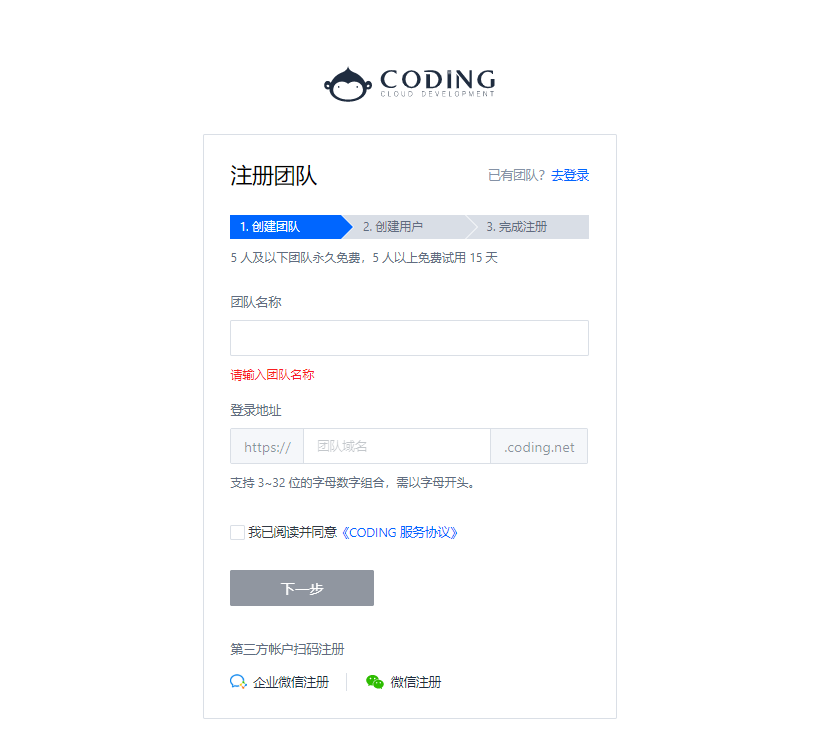 CODING
CLOUD DEVELOPMENT
注册团队
已有团队? 去登录
1. 创建团队 2. 创建用户 3. 完成注册
5 人及以下团队永久免费，5 人以上免费试用 15 天
团队名称
请输入团队名称
登录地址
https:// 团队域名 .coding.net
支持 3~32 位的字母数字组合，需以字母开头。
我已阅读并同意《CODING 服务协议》
下一步
第三方帐户扫码注册
企业微信注册 微信注册